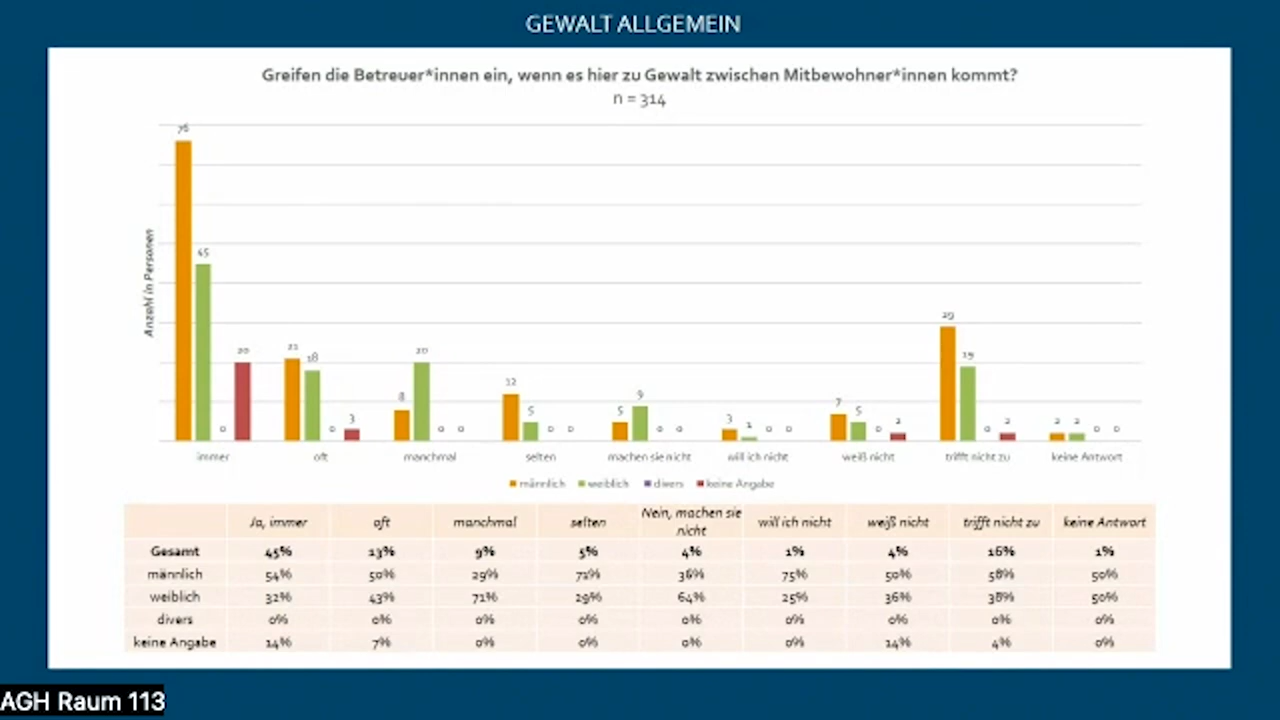 GEWALT ALLGEMEIN
Greifen die Betreuer*innen ein, wenn es hier zu Gewalt zwischen Mitbewohner*innen kommt?
n = 314
Anzahl in Personen
76 45 0 20 21 18 0 3 8 20 0 0 12 5 0 0 5 9 0 0 3 1 0 0 7 5 0 2 29 19 0 2 2 2 0 0
immer oft manchmal selten machen sie nicht will ich nicht weiß nicht trifft nicht zu keine Antwort
männlich weiblich divers keine Angabe
Ja, immer oft manchmal selten Nein, machen sie nicht will ich nicht weiß nicht trifft nicht zu keine Antwort
Gesamt 45% 13% 9% 5% 4% 1% 4% 16% 1%
männlich 54% 50% 29% 71% 36% 75% 50% 58% 50%
weiblich 32% 43% 71% 29% 64% 25% 36% 38% 50%
divers 0% 0% 0% 0% 0% 0% 0% 0% 0%
keine Angabe 14% 7% 0% 0% 0% 0% 14% 4% 0%
AGH Raum 113